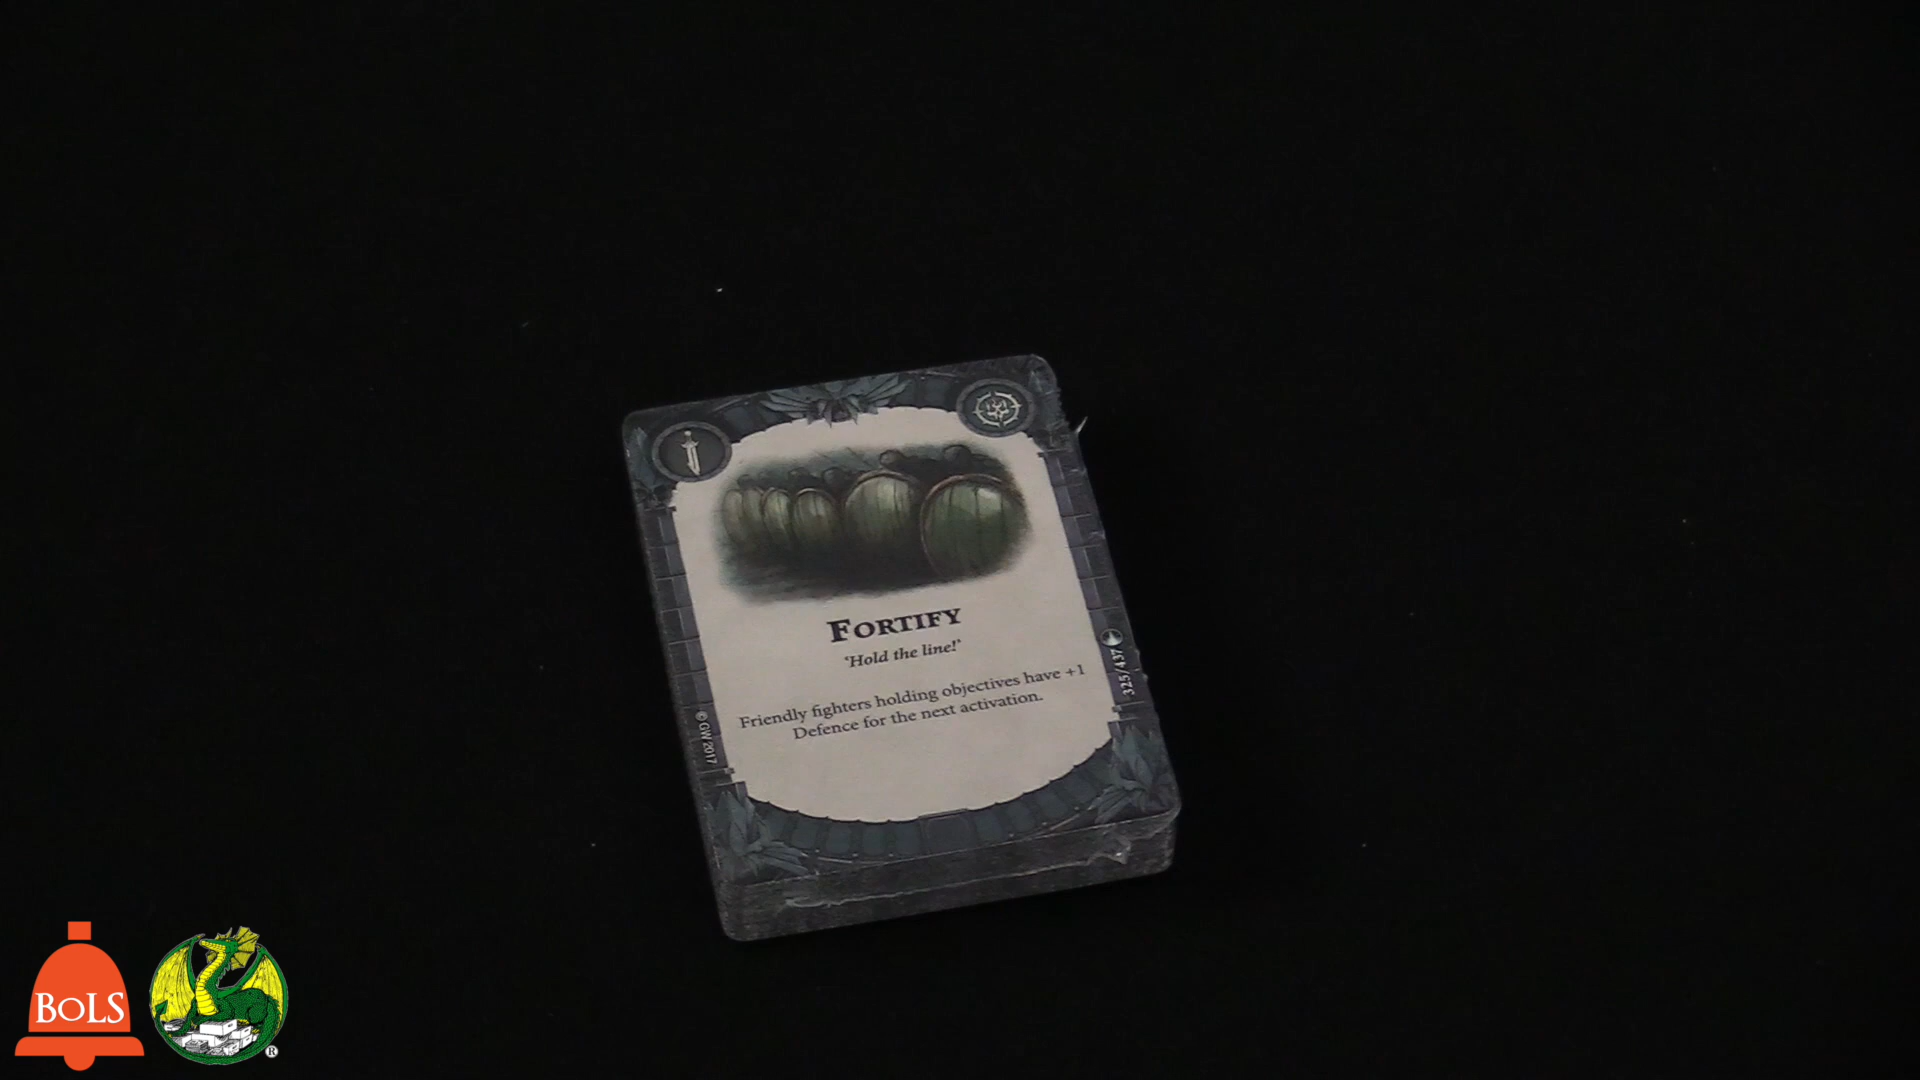 FORTIFY
'Hold the line!'
Friendly fighters holding objectives have +1
Defence for the next activation.
325/437
© GW 2017
BOLS
®